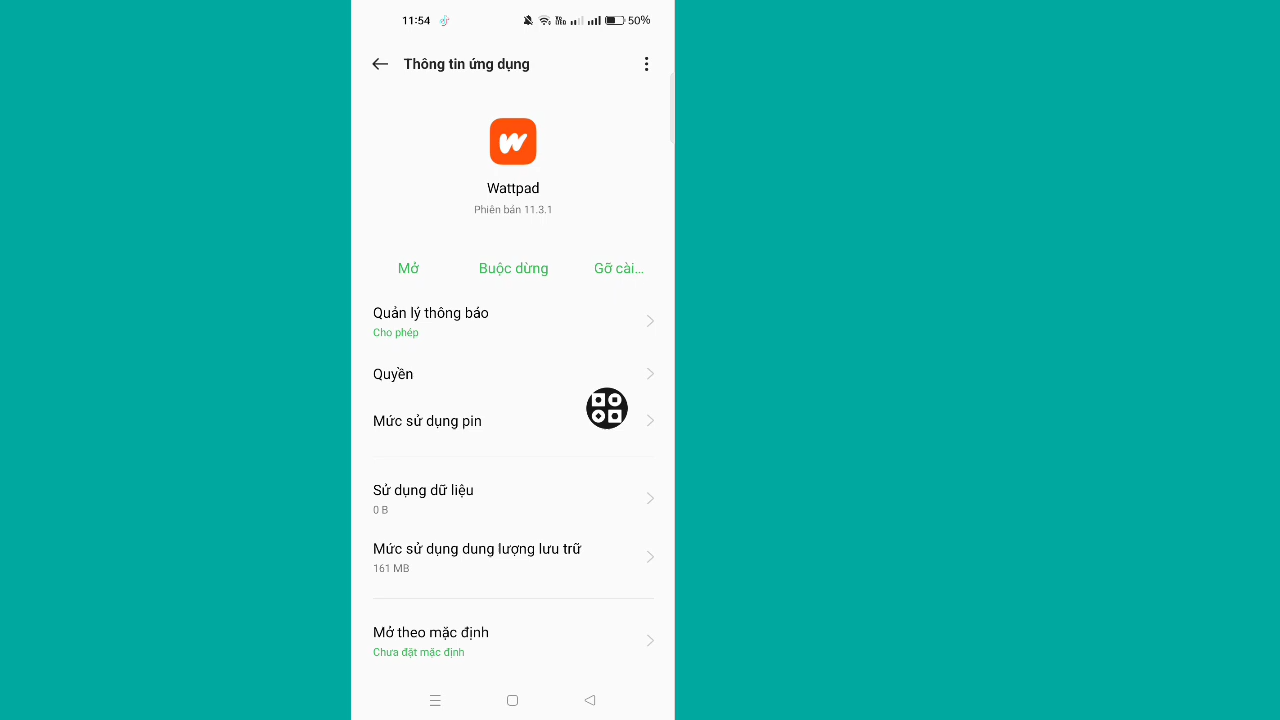 11:54
50%
Thông tin ứng dụng
Wattpad
Phiên bản 11.3.1
Mở
Buộc dừng
Gỡ cài...
Quản lý thông báo
Cho phép
Quyền
Mức sử dụng pin
Sử dụng dữ liệu
0 B
Mức sử dụng dung lượng lưu trữ
161 MB
Mở theo mặc định
Chưa đặt mặc định